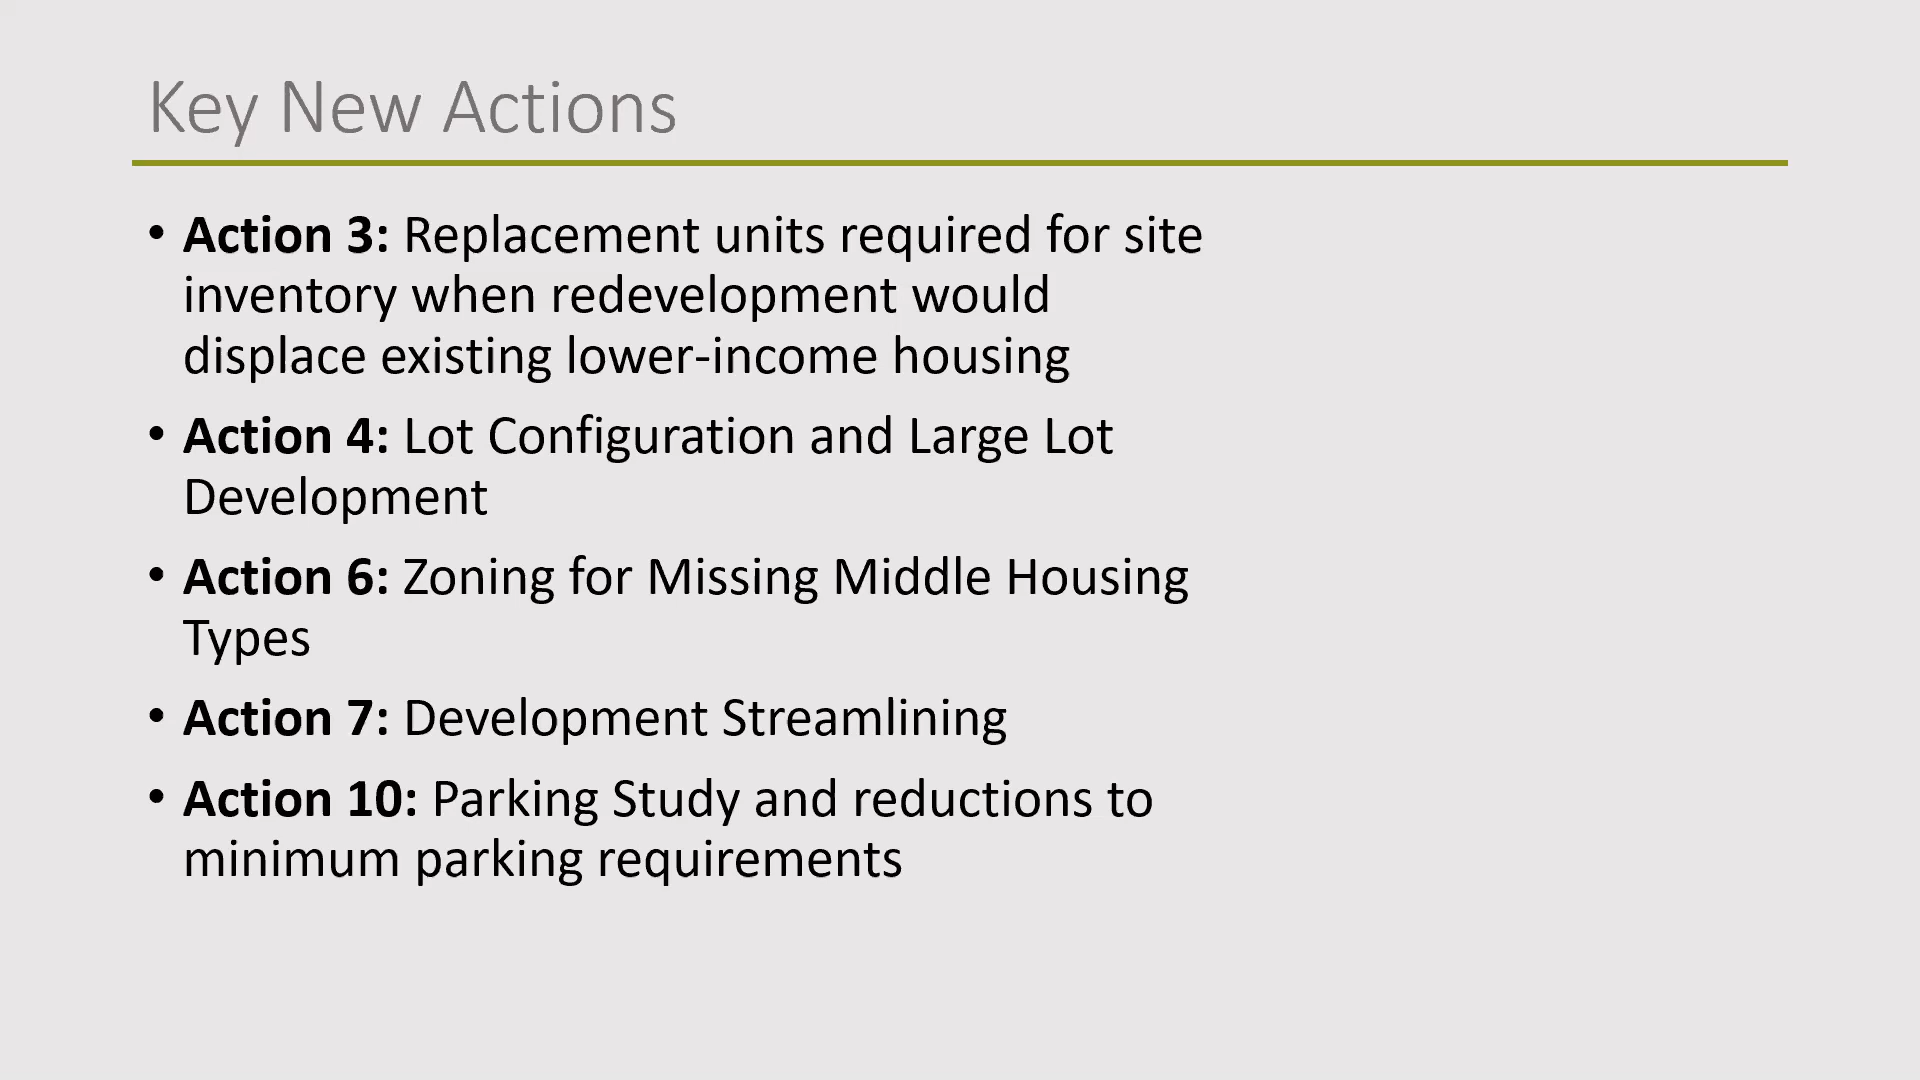 Key New Actions
• Action 3: Replacement units required for site
inventory when redevelopment would
displace existing lower-income housing
• Action 4: Lot Configuration and Large Lot
Development
• Action 6: Zoning for Missing Middle Housing
Types
• Action 7: Development Streamlining
• Action 10: Parking Study and reductions to
minimum parking requirements